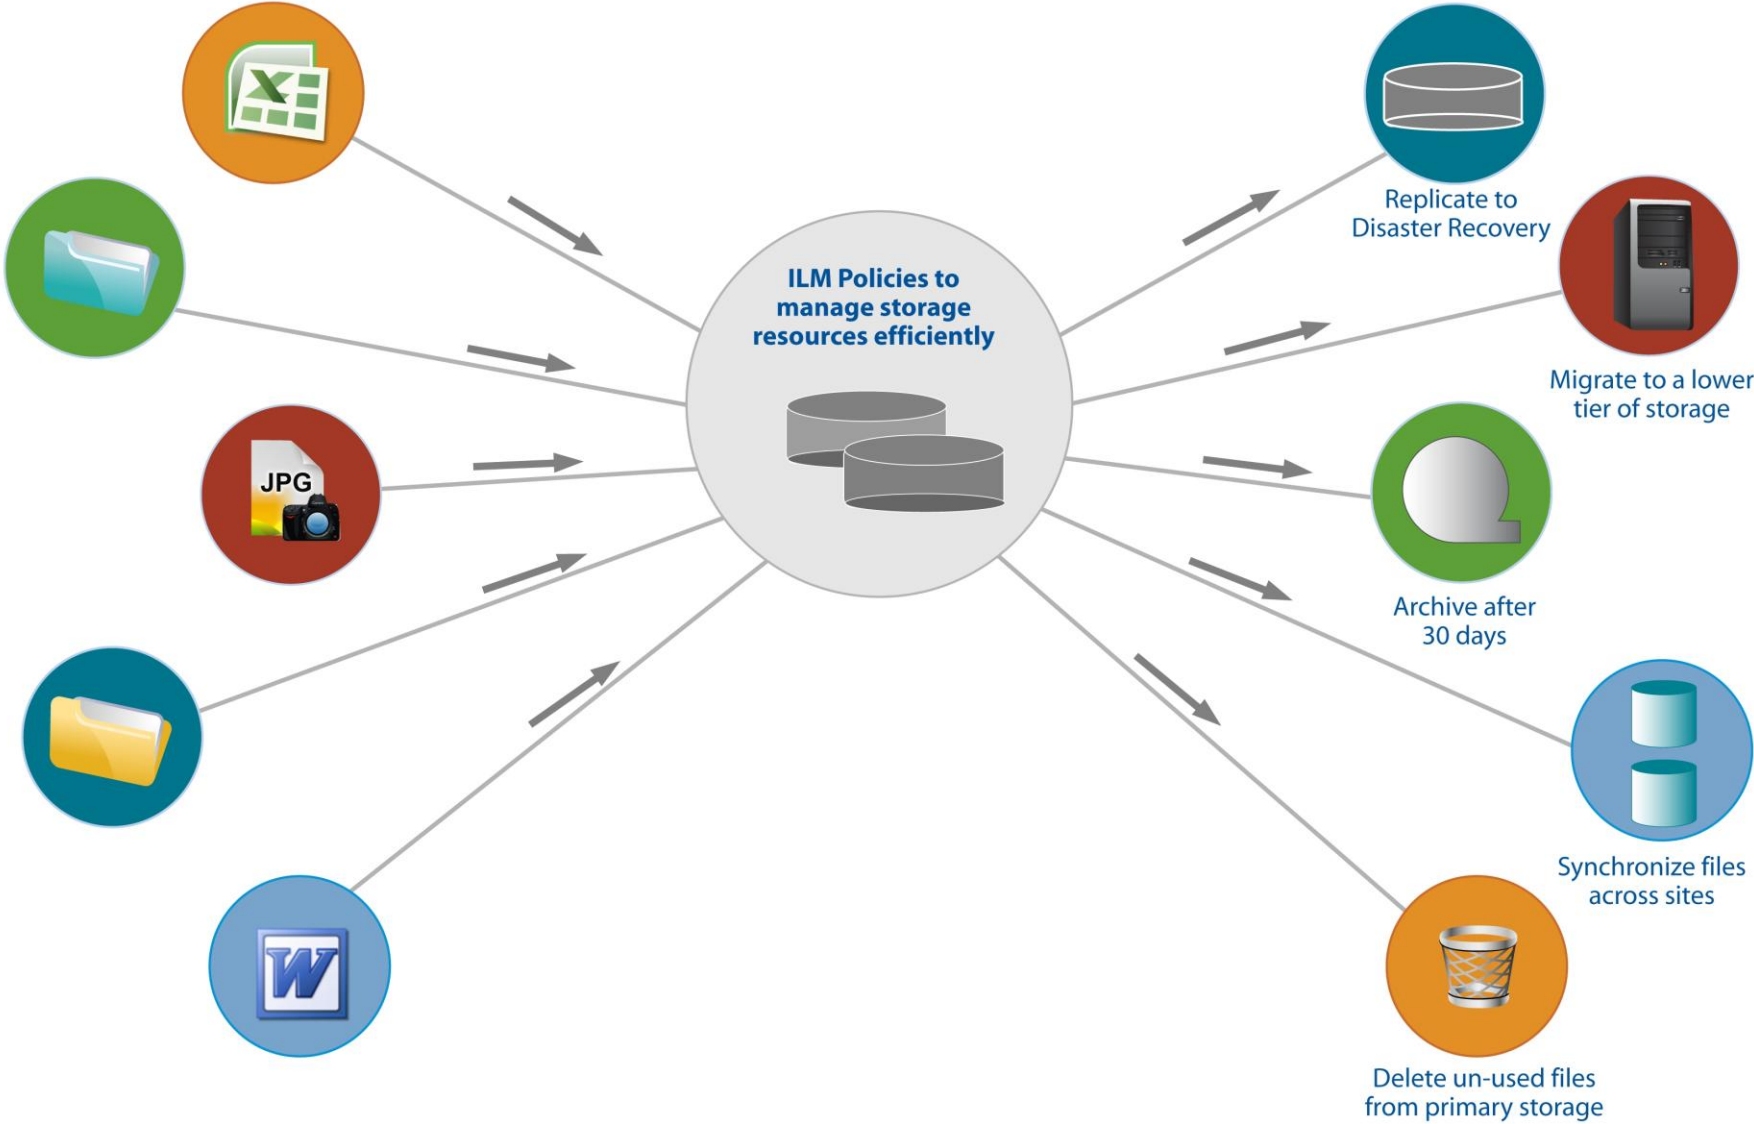 ILM Policies to
manage storage
resources efficiently
JPG
W
Replicate to
Disaster Recovery
Migrate to a lower
tier of storage
Archive after
30 days
Synchronize files
across sites
Delete un-used files
from primary storage